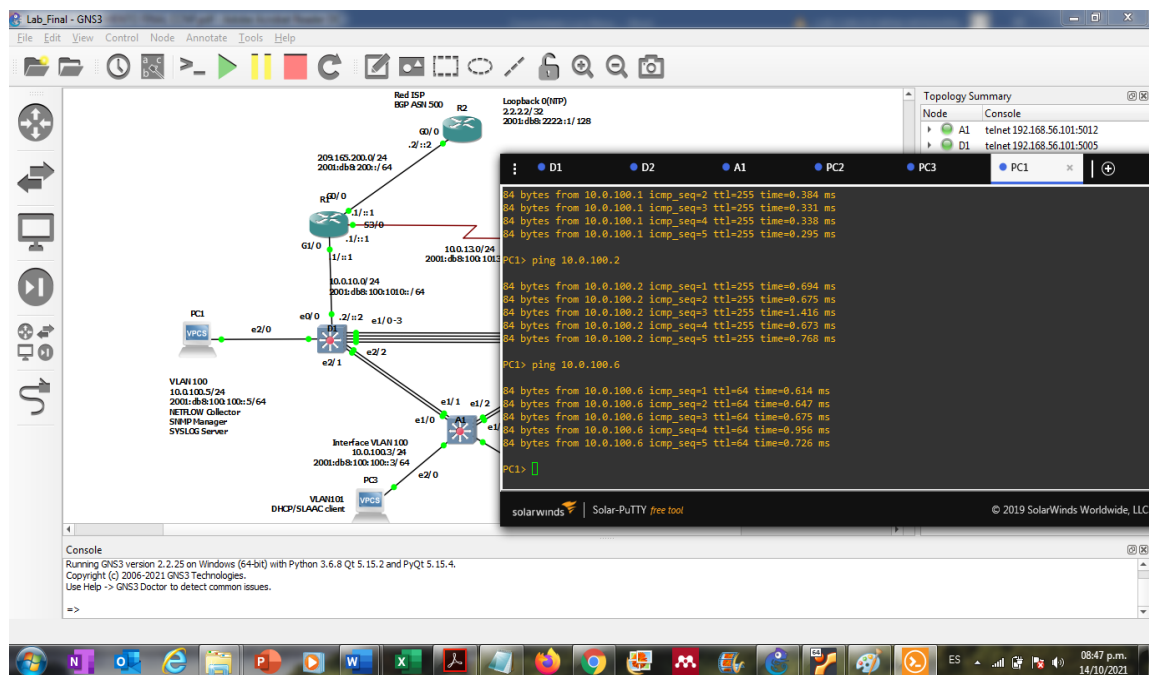 Lab_Final - GNS3
File Edit View Control Node Annotate Tools Help
Red ISP
BGP ASN 500
R2
Loopback 0(NTP)
2.2.2.2/32
2001:db8:2222::1/128
G0/0
.2/::2
209.165.200.0/24
2001:db8:200::/64
G0/0
R1
.1/::1
S3/0
.1/::1
G1/0
.1/::1
10.0.13.0/24
2001:db8:100:1013
10.0.10.0/24
2001:db8:100:1010::/64
PC1
VPCS
e2/0
e0/0
.2/::2
e1/0-3
D1
e2/2
e2/1
VLAN 100
10.0.100.5/24
2001:db8:100:100::5/64
NETFLOW Collector
SNMP Manager
SYSLOG Server
e1/1
e1/2
e1/0
A1
e1/
Interface VLAN 100
10.0.100.3/24
2001:db8:100:100::3/64
e2/0
PC3
VPCS
VLAN101
DHCP/SLAAC client
Topology Summary
Node Console
A1 telnet 192.168.56.101:5012
D1 telnet 192.168.56.101:5005
D1 D2 A1 PC2 PC3 PC1 ×
84 bytes from 10.0.100.1 icmp_seq=2 ttl=255 time=0.384 ms
84 bytes from 10.0.100.1 icmp_seq=3 ttl=255 time=0.331 ms
84 bytes from 10.0.100.1 icmp_seq=4 ttl=255 time=0.338 ms
84 bytes from 10.0.100.1 icmp_seq=5 ttl=255 time=0.295 ms
PC1> ping 10.0.100.2
84 bytes from 10.0.100.2 icmp_seq=1 ttl=255 time=0.694 ms
84 bytes from 10.0.100.2 icmp_seq=2 ttl=255 time=0.675 ms
84 bytes from 10.0.100.2 icmp_seq=3 ttl=255 time=1.416 ms
84 bytes from 10.0.100.2 icmp_seq=4 ttl=255 time=0.673 ms
84 bytes from 10.0.100.2 icmp_seq=5 ttl=255 time=0.768 ms
PC1> ping 10.0.100.6
84 bytes from 10.0.100.6 icmp_seq=1 ttl=64 time=0.614 ms
84 bytes from 10.0.100.6 icmp_seq=2 ttl=64 time=0.647 ms
84 bytes from 10.0.100.6 icmp_seq=3 ttl=64 time=0.675 ms
84 bytes from 10.0.100.6 icmp_seq=4 ttl=64 time=0.956 ms
84 bytes from 10.0.100.6 icmp_seq=5 ttl=64 time=0.726 ms
PC1>
solarwinds Solar-PuTTY free tool © 2019 SolarWinds Worldwide, LLC
Console
Running GNS3 version 2.2.25 on Windows (64-bit) with Python 3.6.8 Qt 5.15.2 and PyQt 5.15.4.
Copyright (c) 2006-2021 GNS3 Technologies.
Use Help -> GNS3 Doctor to detect common issues.
=>
ES
08:47 p.m.
14/10/2021